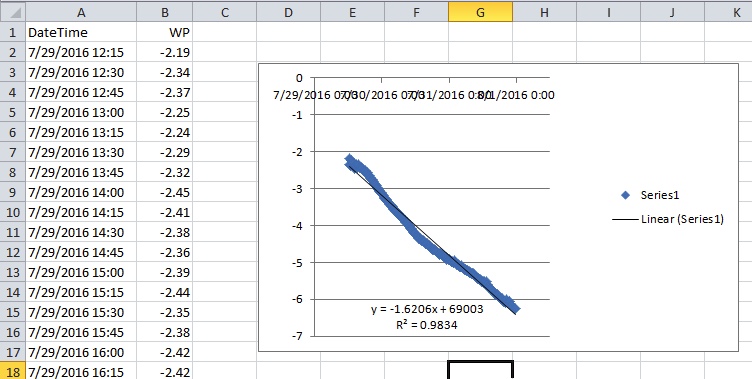 A B C D E F G H I J K
1 DateTime WP
2 7/29/2016 12:15 -2.19
3 7/29/2016 12:30 -2.34
4 7/29/2016 12:45 -2.37
5 7/29/2016 13:00 -2.25
6 7/29/2016 13:15 -2.24
7 7/29/2016 13:30 -2.29
8 7/29/2016 13:45 -2.32
9 7/29/2016 14:00 -2.45
10 7/29/2016 14:15 -2.41
11 7/29/2016 14:30 -2.38
12 7/29/2016 14:45 -2.36
13 7/29/2016 15:00 -2.39
14 7/29/2016 15:15 -2.44
15 7/29/2016 15:30 -2.35
16 7/29/2016 15:45 -2.38
17 7/29/2016 16:00 -2.42
18 7/29/2016 16:15 -2.42
0
7/29/2016 0:00 7/30/2016 0:00 7/31/2016 0:00 8/1/2016 0:00
-1
-2
-3
-4
-5
-6
-7
Series1
Linear (Series1)
y = -1.6206x + 69003
R² = 0.9834